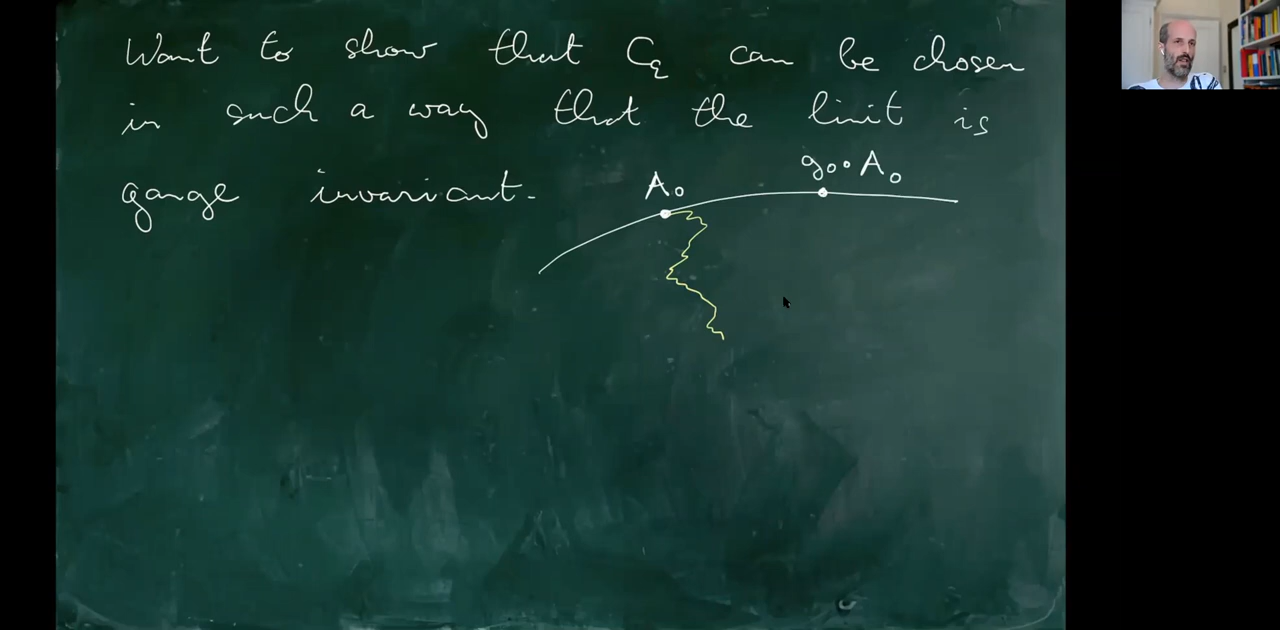 Want to show that C_ε can be chosen
in such a way that the limit is
gauge invariant.
A₀
g₀•A₀